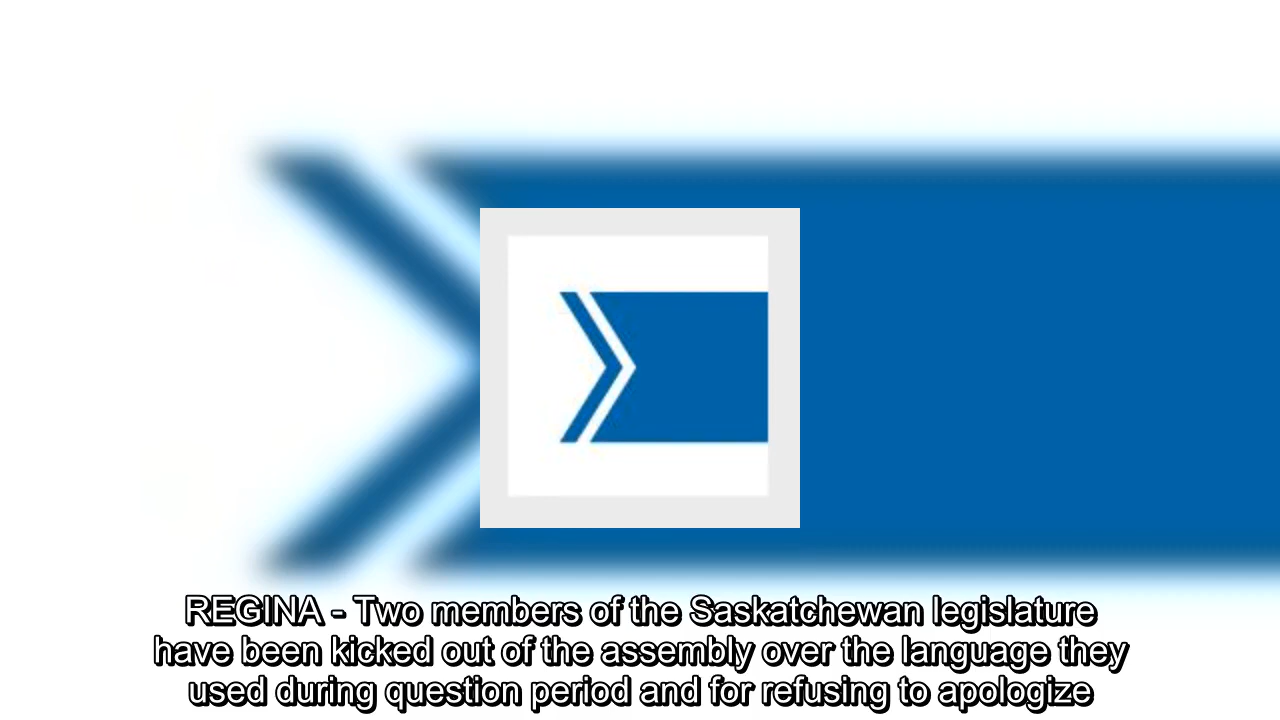 REGINA - Two members of the Saskatchewan legislature
have been kicked out of the assembly over the language they
used during question period and for refusing to apologize